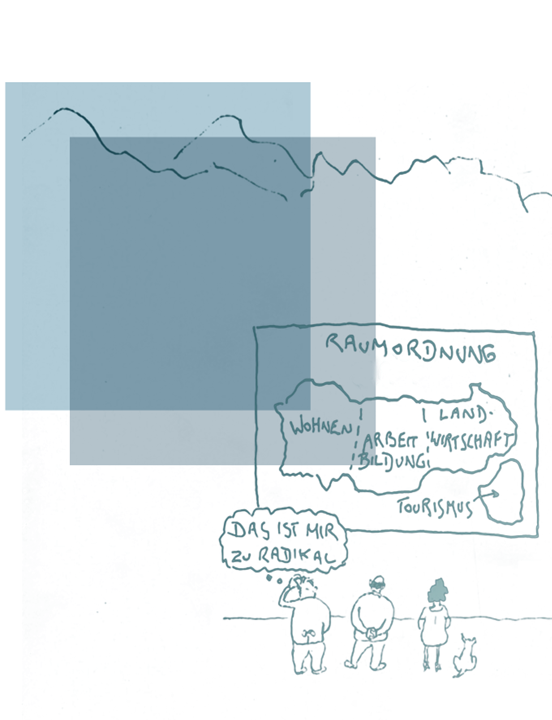 RAUMORDNUNG
WOHNEN
ARBEIT
BILDUNG
LAND-
WIRTSCHAFT
TOURISMUS
DAS IST MIR
ZU RADIKAL